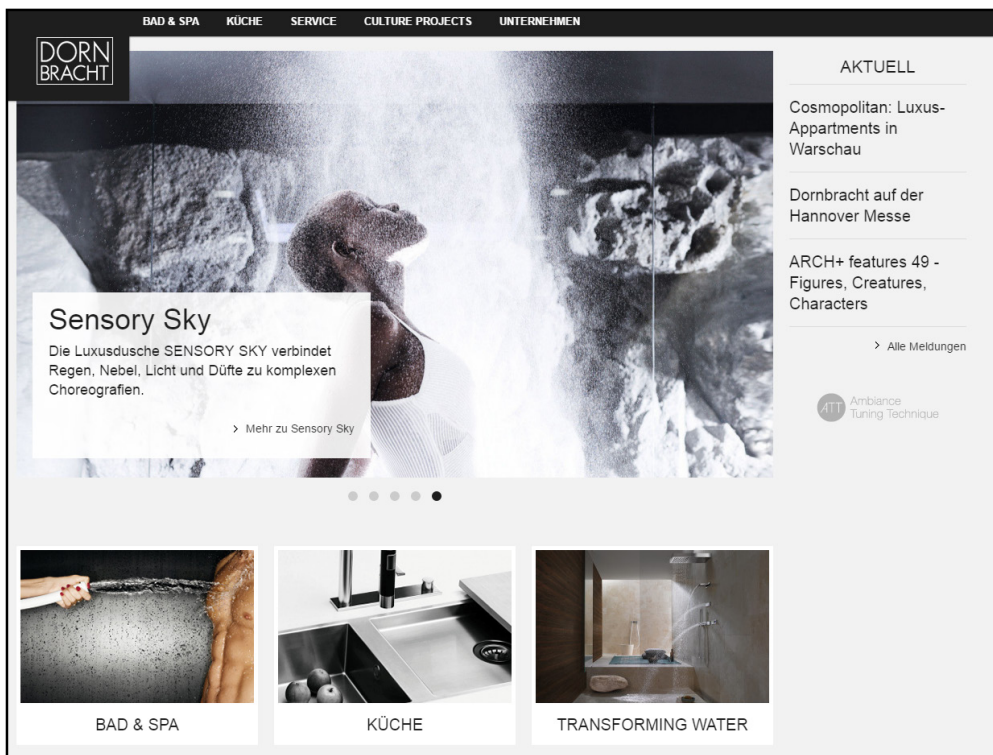 BAD & SPA KÜCHE SERVICE CULTURE PROJECTS UNTERNEHMEN
DORN
BRACHT
Sensory Sky
Die Luxusdusche SENSORY SKY verbindet
Regen, Nebel, Licht und Düfte zu komplexen
Choreografien.
> Mehr zu Sensory Sky
AKTUELL
Cosmopolitan: Luxus-
Appartments in
Warschau
Dornbracht auf der
Hannover Messe
ARCH+ features 49 -
Figures, Creatures,
Characters
> Alle Meldungen
ATT Ambiance
Tuning Technique
BAD & SPA
KÜCHE
TRANSFORMING WATER